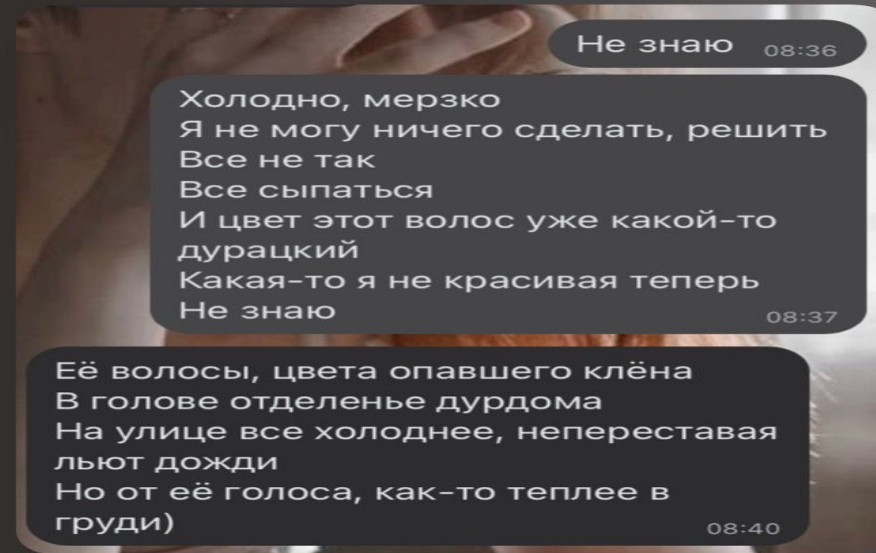 Не знаю 08:36
Холодно, мерзко
Я не могу ничего сделать, решить
Все не так
Все сыпаться
И цвет этот волос уже какой-то
дурацкий
Какая-то я не красивая теперь
Не знаю 08:37
Её волосы, цвета опавшего клёна
В голове отделенье дурдома
На улице все холоднее, непереставая
льют дожди
Но от её голоса, как-то теплее в
груди) 08:40